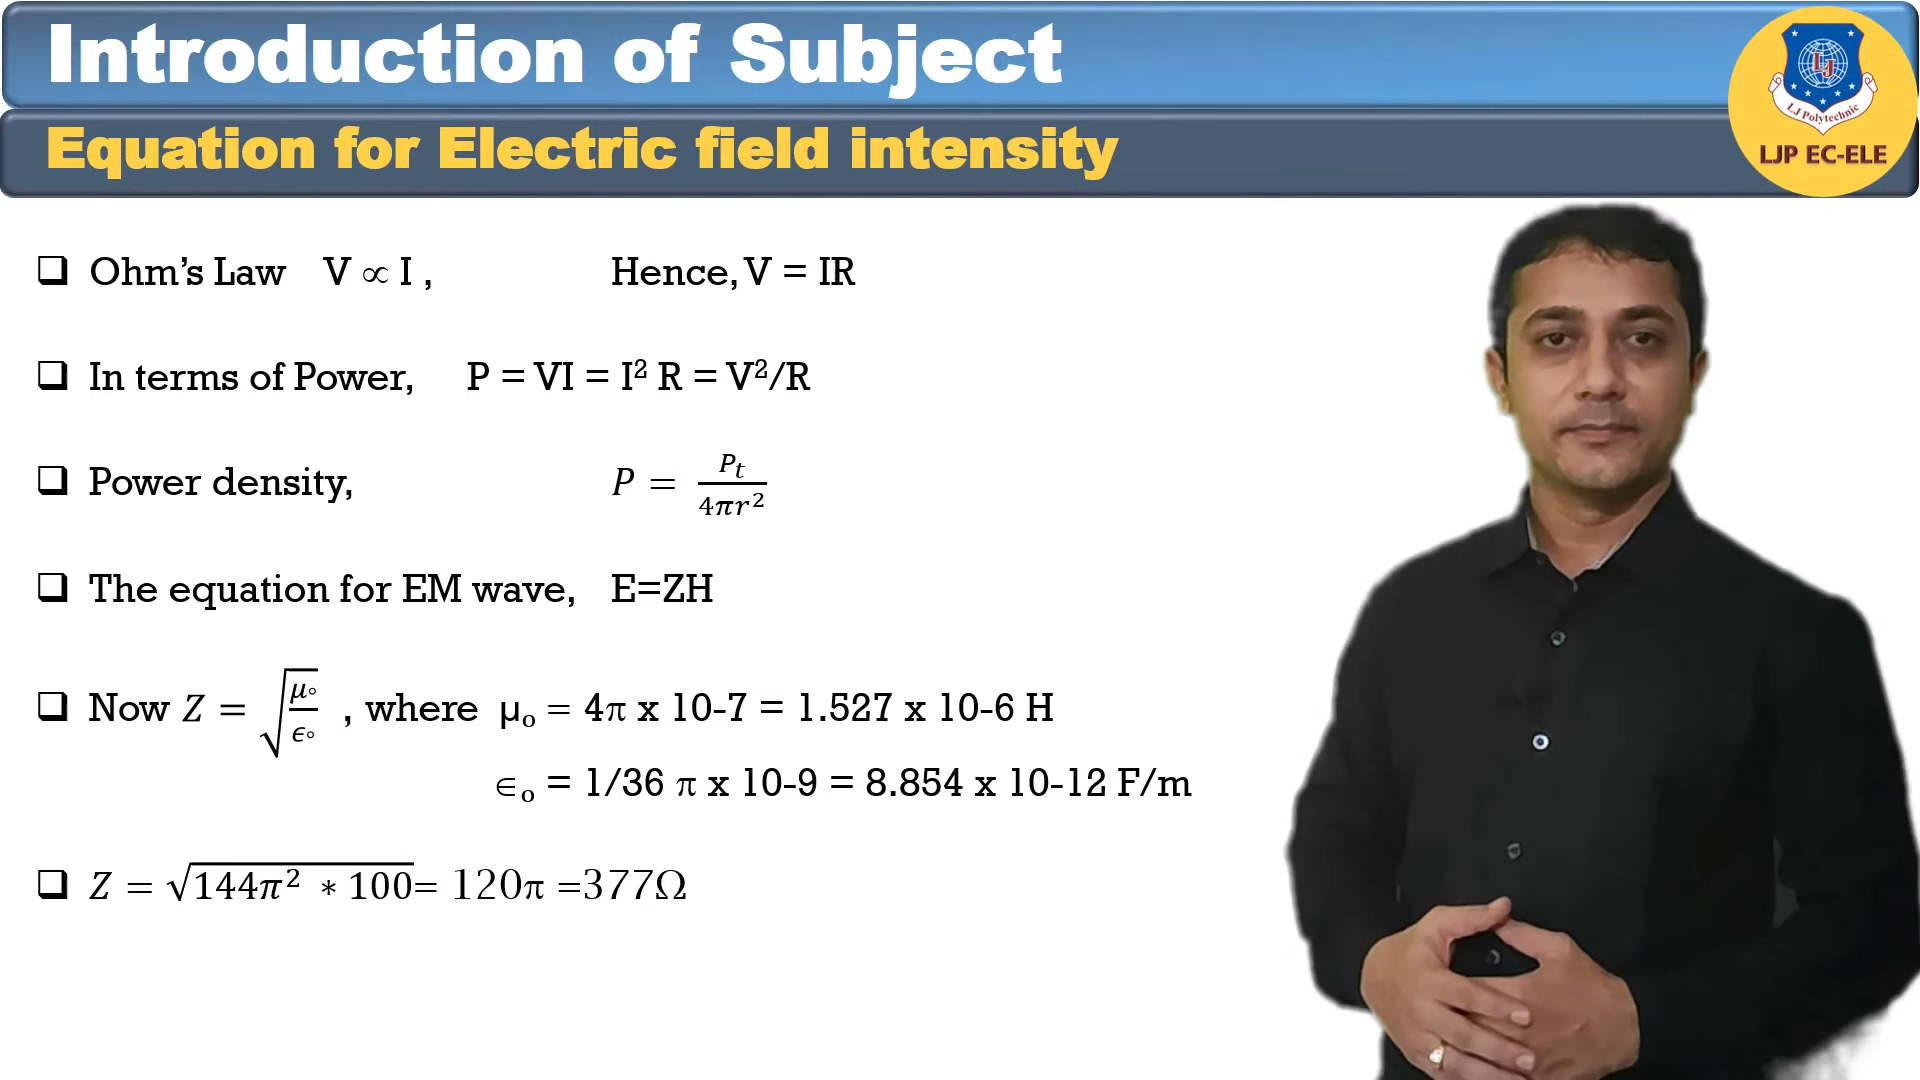 Introduction of Subject
Equation for Electric field intensity
LJ
LJ Polytechnic
LJP EC-ELE
❑ Ohm's Law V ∝ I , Hence, V = IR
❑ In terms of Power, P = VI = I² R = V²/R
❑ Power density, P = Pₜ/4πr²
❑ The equation for EM wave, E=ZH
❑ Now Z = √(μ∘/ϵ∘) , where μₒ = 4π x 10-7 = 1.527 x 10-6 H
∈ₒ = 1/36 π x 10-9 = 8.854 x 10-12 F/m
❑ Z = √(144π² ∗ 100)= 120π =377Ω